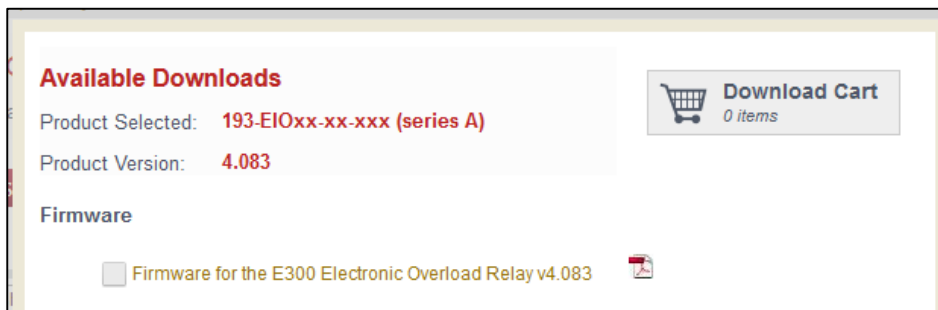 Available Downloads
Download Cart
0 items
Product Selected: 193-EIOxx-xx-xxx (series A)
Product Version: 4.083
Firmware
Firmware for the E300 Electronic Overload Relay v4.083